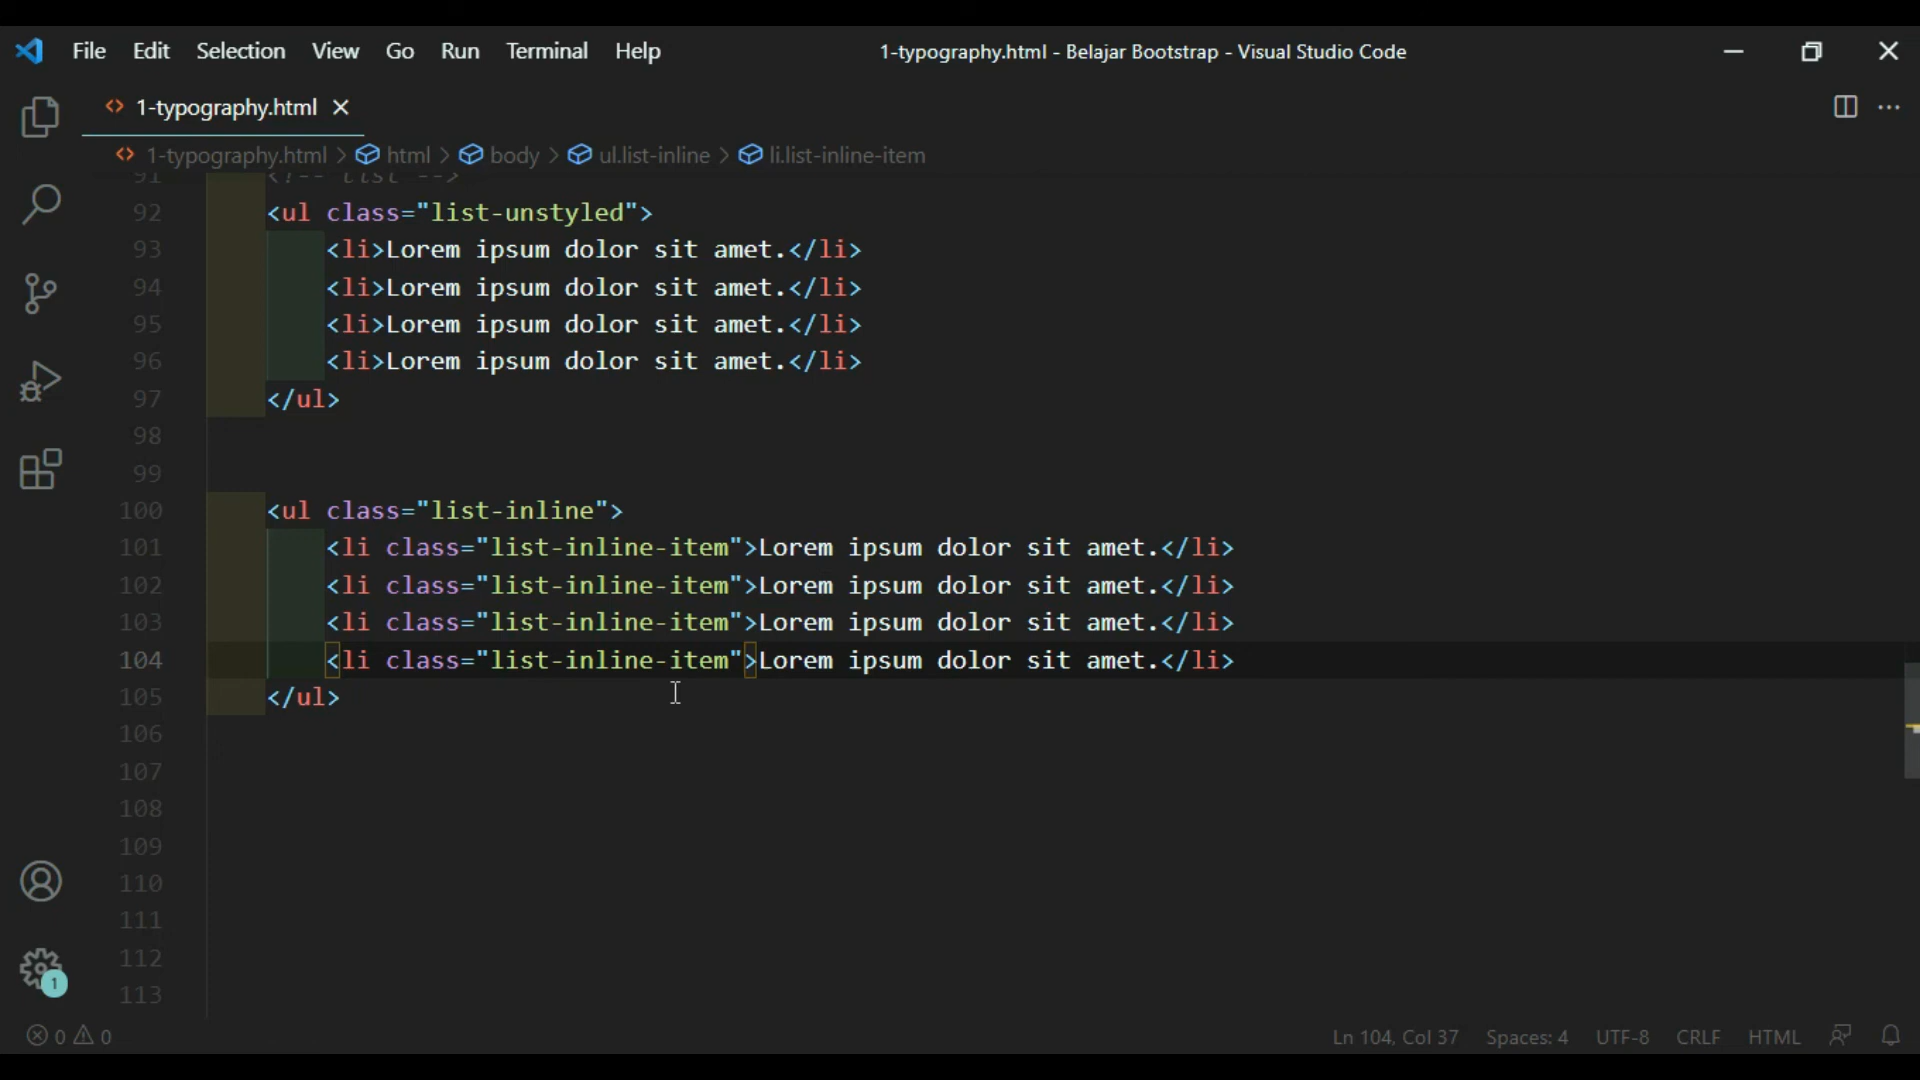 File Edit Selection View Go Run Terminal Help 1-typography.html - Belajar Bootstrap - Visual Studio Code
1-typography.html
1-typography.html > html > body > ul.list-inline > li.list-inline-item
91 <!-- list -->
92 <ul class="list-unstyled">
93 <li>Lorem ipsum dolor sit amet.</li>
94 <li>Lorem ipsum dolor sit amet.</li>
95 <li>Lorem ipsum dolor sit amet.</li>
96 <li>Lorem ipsum dolor sit amet.</li>
97 </ul>
98
99
100 <ul class="list-inline">
101 <li class="list-inline-item">Lorem ipsum dolor sit amet.</li>
102 <li class="list-inline-item">Lorem ipsum dolor sit amet.</li>
103 <li class="list-inline-item">Lorem ipsum dolor sit amet.</li>
104 <li class="list-inline-item">Lorem ipsum dolor sit amet.</li>
105 </ul>
106
107
108
109
110
111
112
113
1
0 0 Ln 104, Col 37 Spaces: 4 UTF-8 CRLF HTML